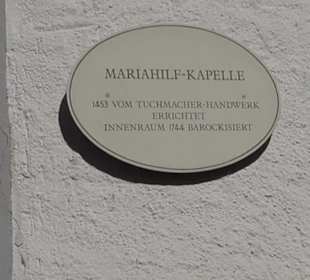 MARIAHILF-KAPELLE
1453 VOM TUCHMACHER-HANDWERK
ERRICHTET
INNENRAUM 1744 BAROCKISIERT